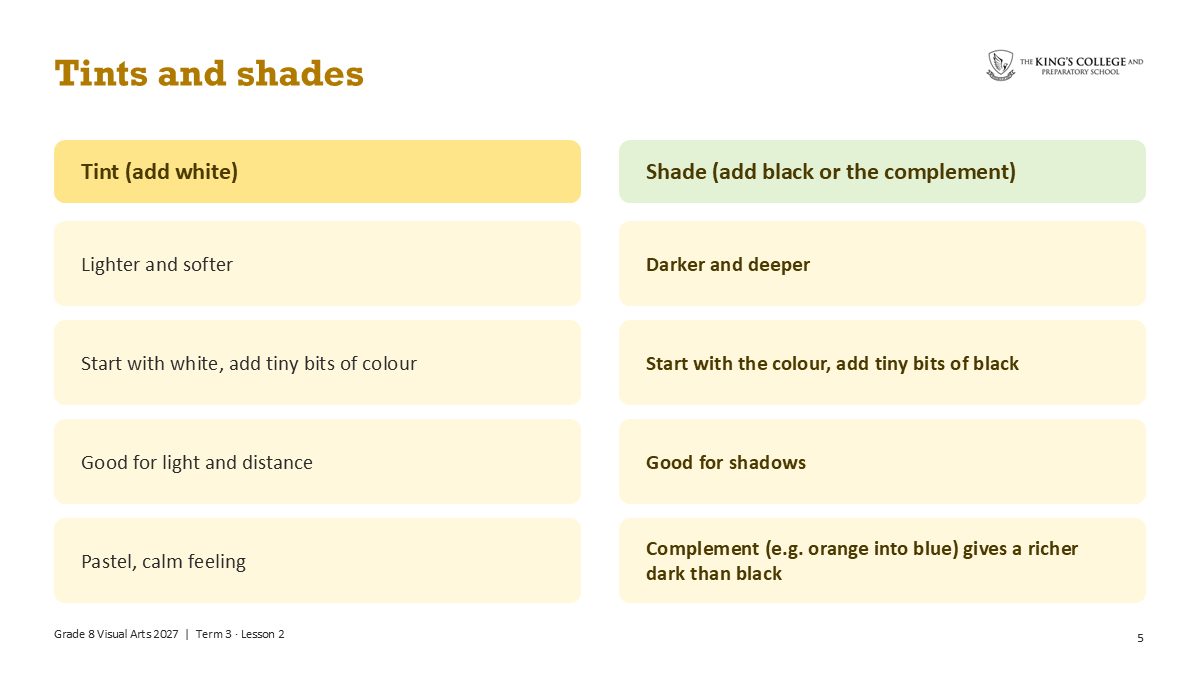 Tints and shades
THE KING'S COLLEGE AND
PREPARATORY SCHOOL
Tint (add white)
Shade (add black or the complement)
Lighter and softer
Darker and deeper
Start with white, add tiny bits of colour
Start with the colour, add tiny bits of black
Good for light and distance
Good for shadows
Pastel, calm feeling
Complement (e.g. orange into blue) gives a richer
dark than black
Grade 8 Visual Arts 2027 | Term 3 · Lesson 2
5